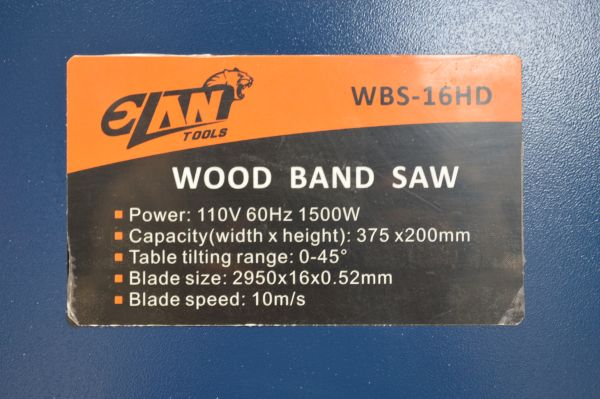 ELAN
TOOLS
WBS-16HD
WOOD BAND SAW
Power: 110V 60Hz 1500W
Capacity(width x height): 375 x200mm
Table tilting range: 0-45°
Blade size: 2950x16x0.52mm
Blade speed: 10m/s